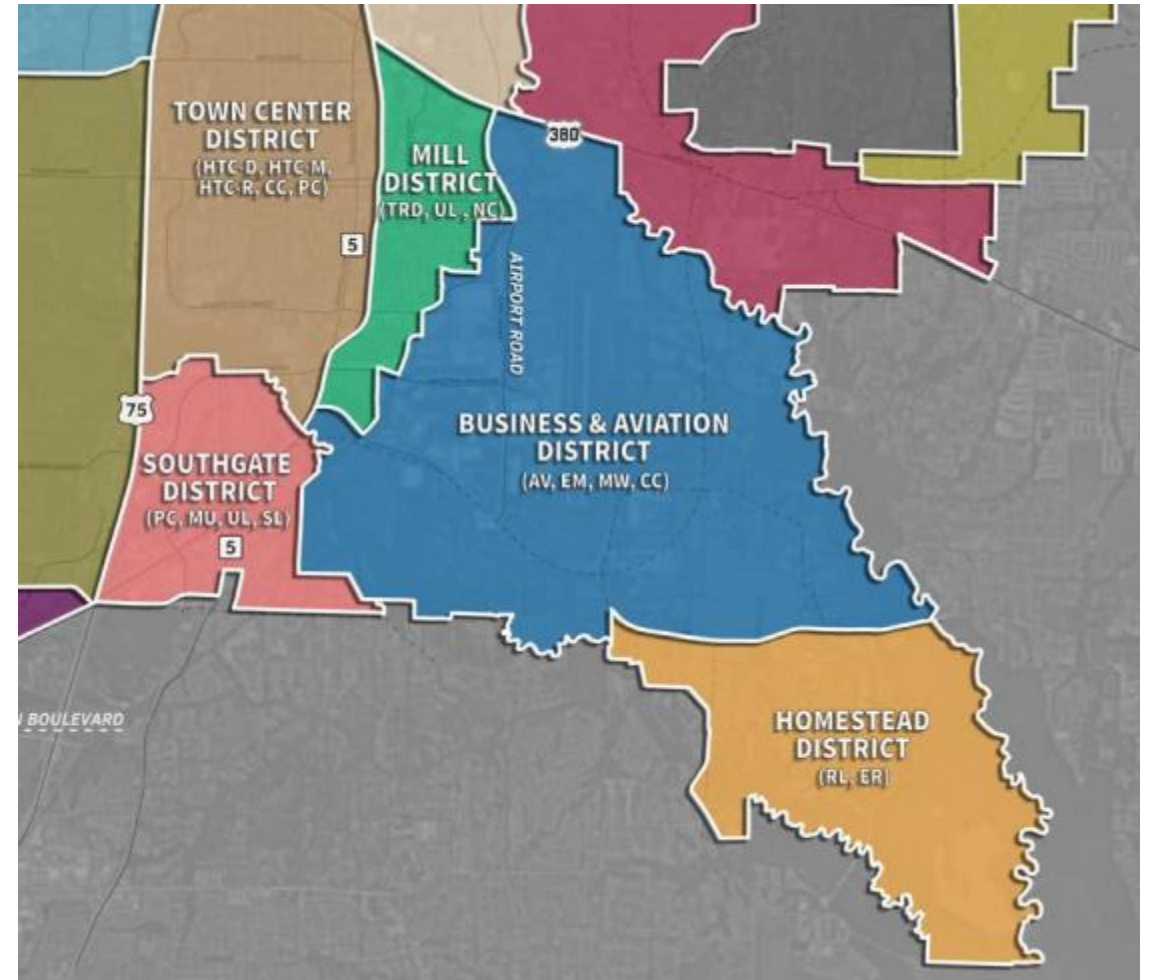 TOWN CENTER
DISTRICT
(HTC-D, HTC-M,
HTC-R, CC, PC)
MILL
DISTRICT
(TRD, UL, NC)
380
5
AIRPORT ROAD
75
BUSINESS & AVIATION
DISTRICT
(AV, EM, MW, CC)
SOUTHGATE
DISTRICT
(PC, MU, UL, SL)
5
N BOULEVARD
HOMESTEAD
DISTRICT
(RL, ER)